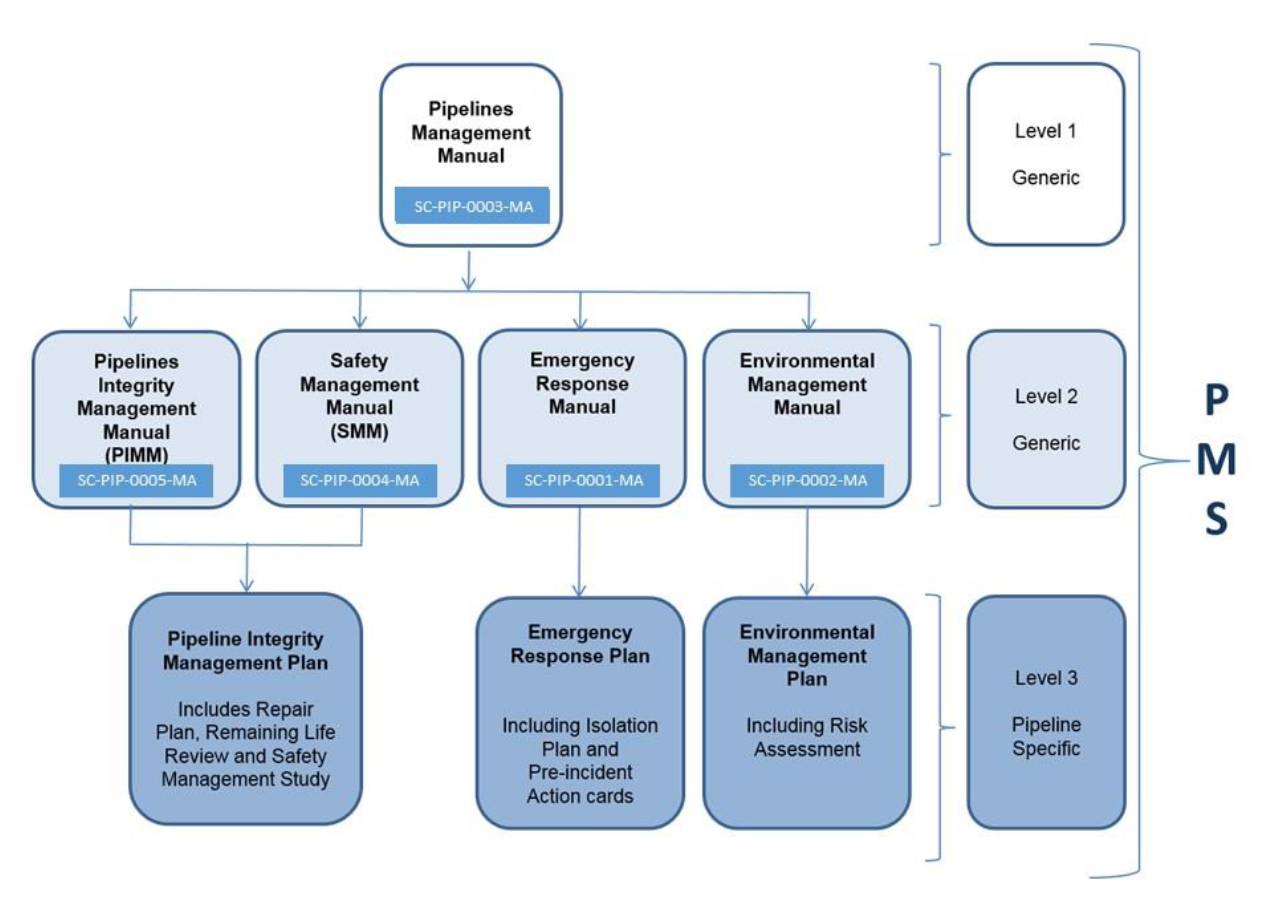 Pipelines
Management
Manual
SC-PIP-0003-MA
Level 1
Generic
Pipelines
Integrity
Management
Manual
(PIMM)
SC-PIP-0005-MA
Safety
Management
Manual
(SMM)
SC-PIP-0004-MA
Emergency
Response
Manual
SC-PIP-0001-MA
Environmental
Management
Manual
SC-PIP-0002-MA
Level 2
Generic
Pipeline Integrity
Management Plan
Includes Repair
Plan, Remaining Life
Review and Safety
Management Study
Emergency
Response Plan
Including Isolation
Plan and
Pre-incident
Action cards
Environmental
Management
Plan
Including Risk
Assessment
Level 3
Pipeline
Specific
P
M
S